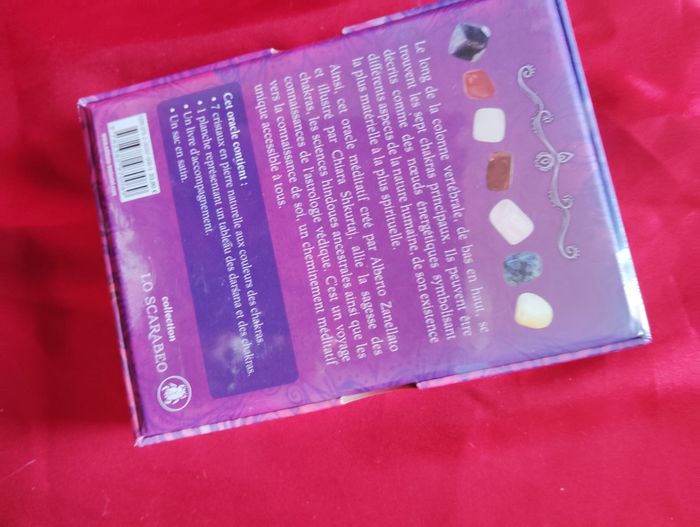 Le long de la colonne vertébrale, de bas en haut, se
trouvent les sept chakras principaux. Ils peuvent être
décrits comme des nœuds énergétiques symbolisant
différents aspects de la nature humaine, de son existence
la plus matérielle à la plus spirituelle.
Ainsi, cet oracle méditatif créé par Alberto Zanellato
et illustré par Chiara Shkurtaj, allie la sagesse des
chakras, les sciences hindoues ancestrales ainsi que les
connaissances de l'astrologie védique. C'est un voyage
vers la connaissance de soi, un cheminement méditatif
unique accessible à tous.
Cet oracle contient :
• 7 cristaux en pierre naturelle aux couleurs des chakras.
• 1 planche représentant un tableau des darśana et des chakras.
• Un livre d'accompagnement.
• Un sac en satin.
collection
LO SCARABEO